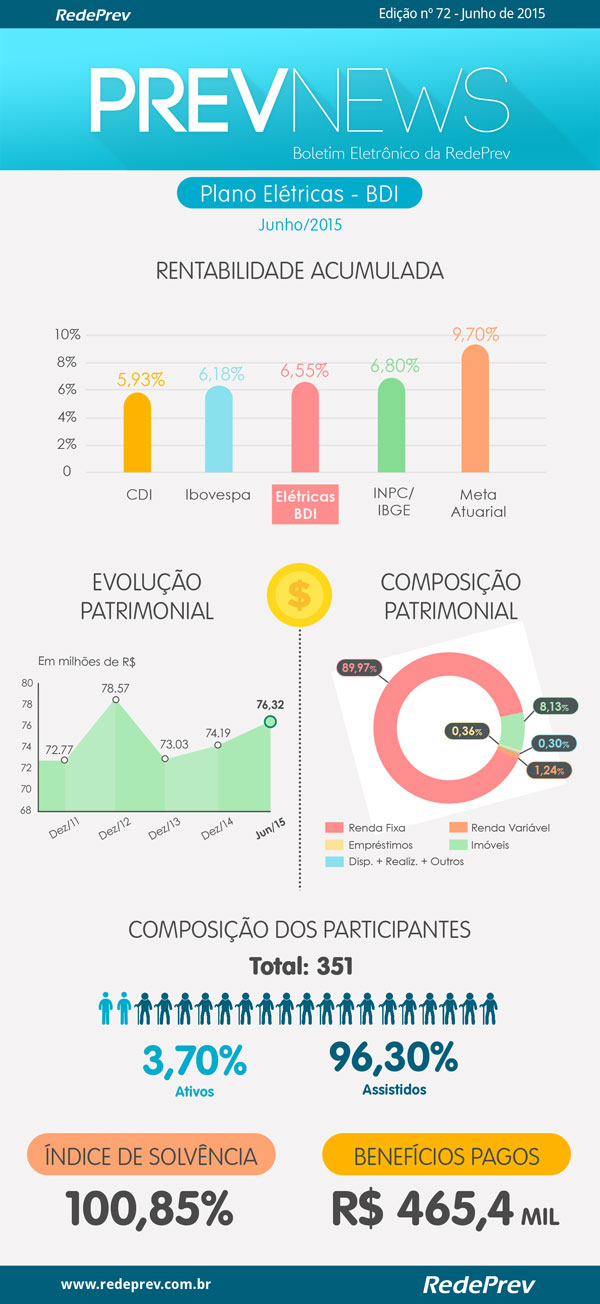 RedePrev
Edição nº 72 - Junho de 2015
PREVNEWS
Boletim Eletrônico da RedePrev
Plano Elétricas - BDI
Junho/2015
RENTABILIDADE ACUMULADA
10%
8%
6%
4%
2%
0
5,93%
6,18%
6,55%
6,80%
9,70%
CDI
Ibovespa
Elétricas
BDI
INPC/
IBGE
Meta
Atuarial
EVOLUÇÃO
PATRIMONIAL
$
COMPOSIÇÃO
PATRIMONIAL
Em milhões de R$
80
78
76
74
72
70
68
72.77
78.57
73.03
74,19
76,32
Dez/11
Dez/12
Dez/13
Dez/14
Jun/15
89,97%
8,13%
0,36%
0,30%
1,24%
Renda Fixa
Renda Variável
Empréstimos
Imóveis
Disp. + Realiz. + Outros
COMPOSIÇÃO DOS PARTICIPANTES
Total: 351
3,70%
Ativos
96,30%
Assistidos
ÍNDICE DE SOLVÊNCIA
100,85%
BENEFÍCIOS PAGOS
R$ 465,4 MIL
www.redeprev.com.br
RedePrev